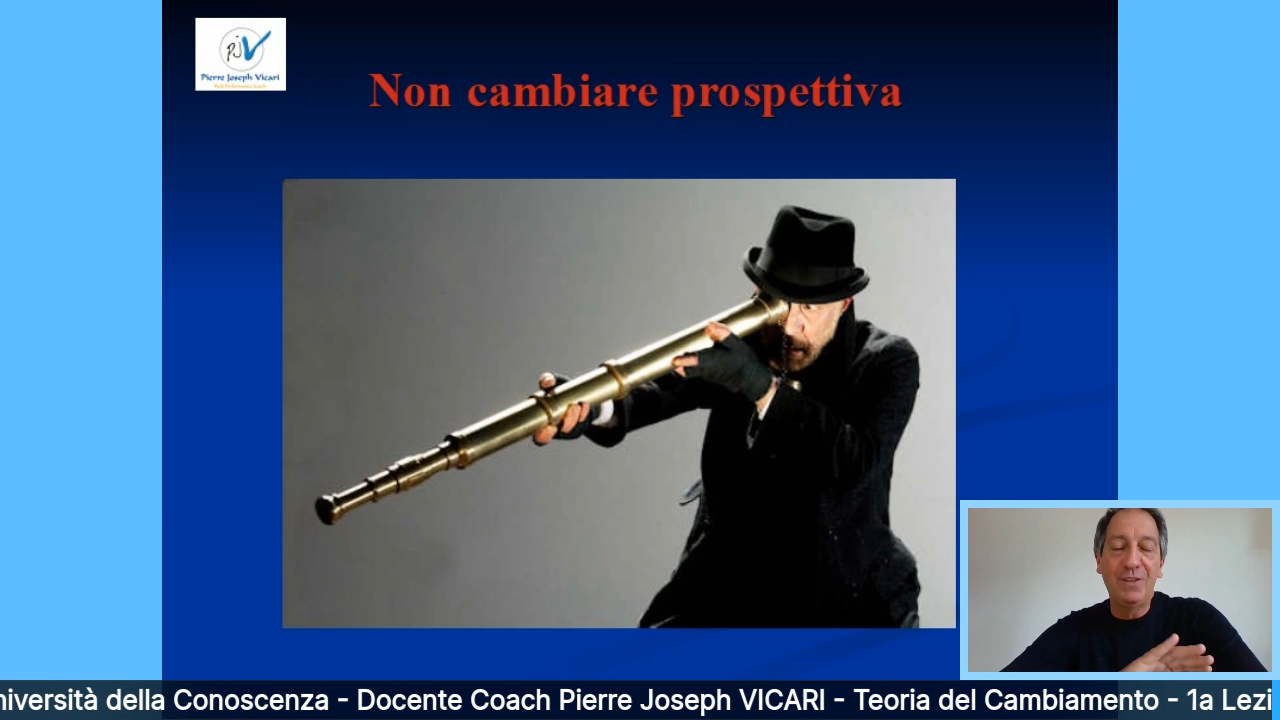 PJV
Pierre Joseph Vicari
Non cambiare prospettiva
niversità della Conoscenza - Docente Coach Pierre Joseph VICARI - Teoria del Cambiamento - 1a Lezi